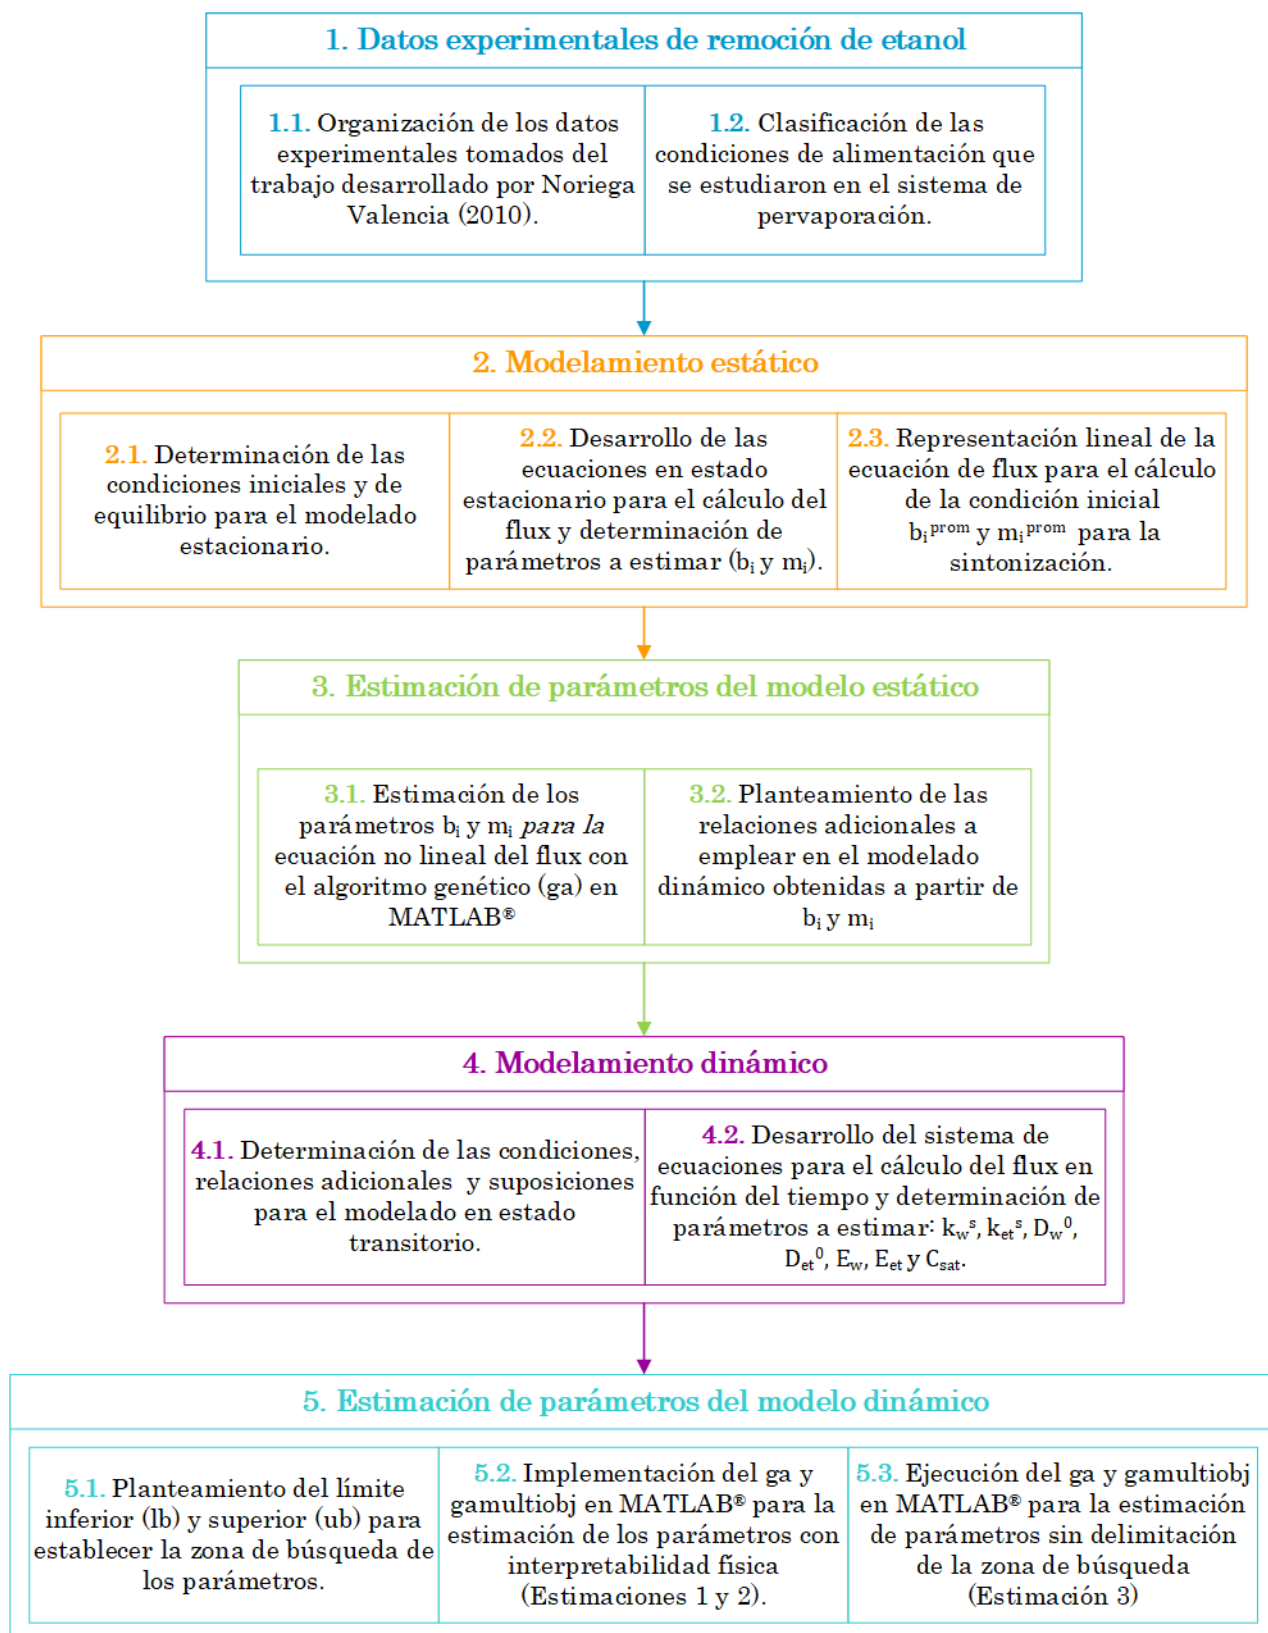 1. Datos experimentales de remoción de etanol
1.1. Organización de los datos
experimentales tomados del
trabajo desarrollado por Noriega
Valencia (2010).
1.2. Clasificación de las
condiciones de alimentación que
se estudiaron en el sistema de
pervaporación.
2. Modelamiento estático
2.1. Determinación de las
condiciones iniciales y de
equilibrio para el modelado
estacionario.
2.2. Desarrollo de las
ecuaciones en estado
estacionario para el cálculo del
flux y determinación de
parámetros a estimar (bᵢ y mᵢ).
2.3. Representación lineal de la
ecuación de flux para el cálculo
de la condición inicial
bᵢᵖʳᵒᵐ y mᵢᵖʳᵒᵐ para la
sintonización.
3. Estimación de parámetros del modelo estático
3.1. Estimación de los
parámetros bᵢ y mᵢ para la
ecuación no lineal del flux con
el algoritmo genético (ga) en
MATLAB®
3.2. Planteamiento de las
relaciones adicionales a
emplear en el modelado
dinámico obtenidas a partir de
bᵢ y mᵢ
4. Modelamiento dinámico
4.1. Determinación de las condiciones,
relaciones adicionales y suposiciones
para el modelado en estado
transitorio.
4.2. Desarrollo del sistema de
ecuaciones para el cálculo del flux en
función del tiempo y determinación de
parámetros a estimar: k_w^s, k_et^s, D_w^0,
D_et^0, E_w, E_et y C_sat.
5. Estimación de parámetros del modelo dinámico
5.1. Planteamiento del límite
inferior (lb) y superior (ub) para
establecer la zona de búsqueda de
los parámetros.
5.2. Implementación del ga y
gamultiobj en MATLAB® para la
estimación de los parámetros con
interpretabilidad física
(Estimaciones 1 y 2).
5.3. Ejecución del ga y gamultiobj
en MATLAB® para la estimación
de parámetros sin delimitación
de la zona de búsqueda
(Estimación 3)